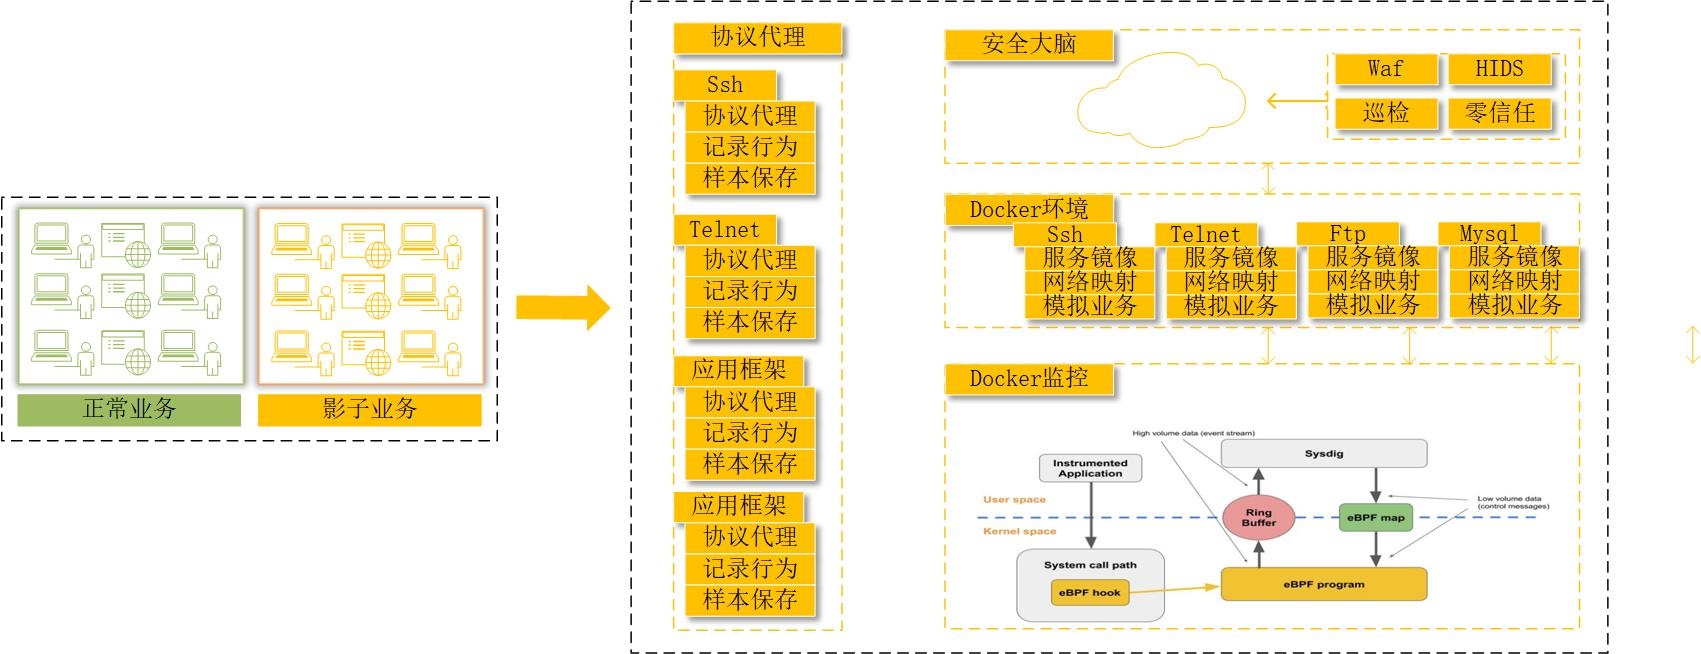 正常业务
影子业务
协议代理
Ssh
协议代理
记录行为
样本保存
Telnet
协议代理
记录行为
样本保存
应用框架
协议代理
记录行为
样本保存
应用框架
协议代理
记录行为
样本保存
安全大脑
Waf
HIDS
巡检
零信任
Docker环境
Ssh
服务镜像
网络映射
模拟业务
Telnet
服务镜像
网络映射
模拟业务
Ftp
服务镜像
网络映射
模拟业务
Mysql
服务镜像
网络映射
模拟业务
Docker监控
High volume data (event stream)
Sysdig
Instrumented
Application
User space
Kernel space
Ring
Buffer
eBPF map
Low volume data
(control messages)
System call path
eBPF hook
eBPF program